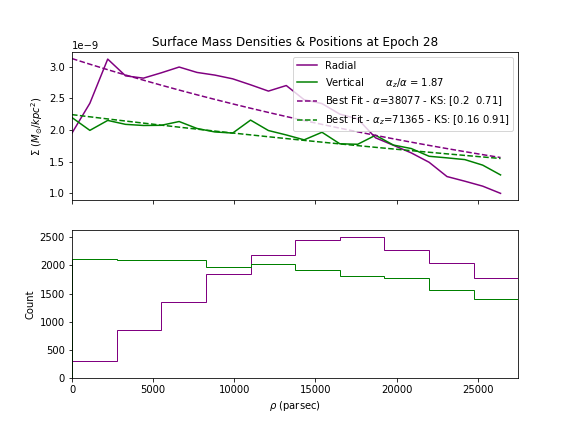 Surface Mass Densities & Positions at Epoch 28
1e−9
3.0
2.5
2.0
1.5
1.0
Σ (M⊙/kpc²)
Radial
Vertical α_z/α = 1.87
Best Fit - α=38077 - KS: [0.2 0.71]
Best Fit - α_z=71365 - KS: [0.16 0.91]
2500
2000
1500
1000
500
0
Count
0 5000 10000 15000 20000 25000
ρ (parsec)